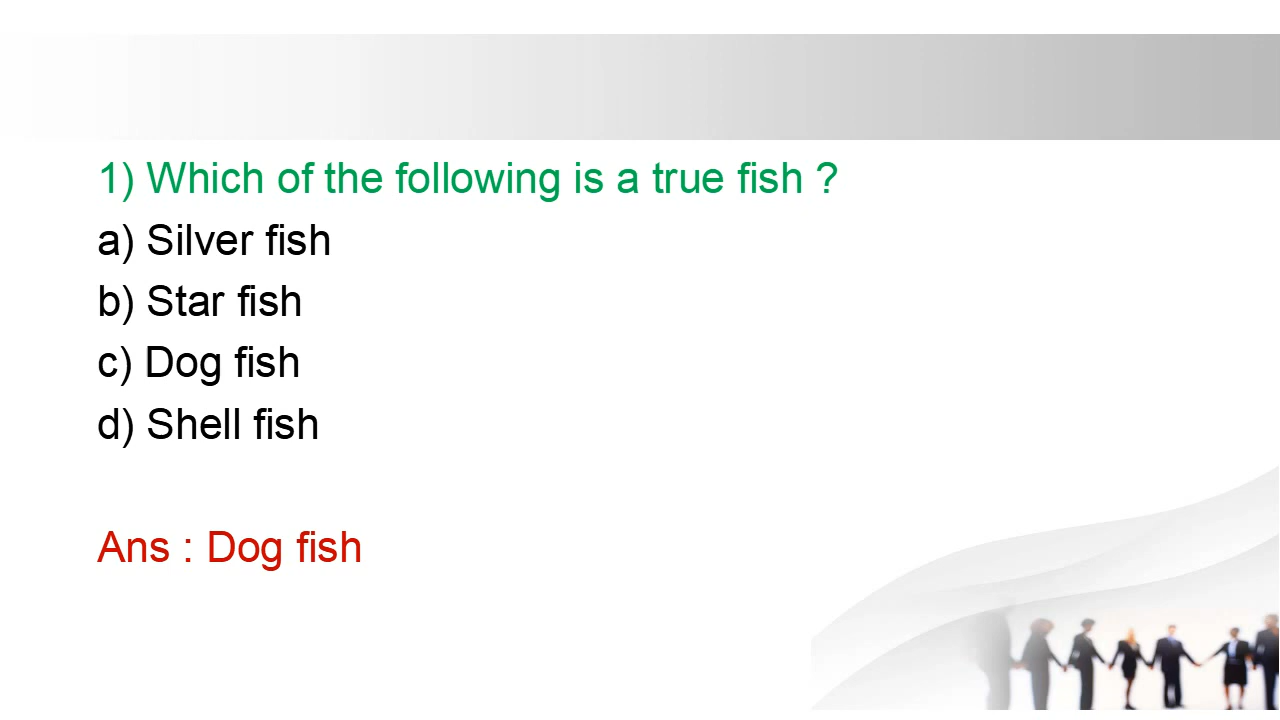 1) Which of the following is a true fish ?
a) Silver fish
b) Star fish
c) Dog fish
d) Shell fish
Ans : Dog fish